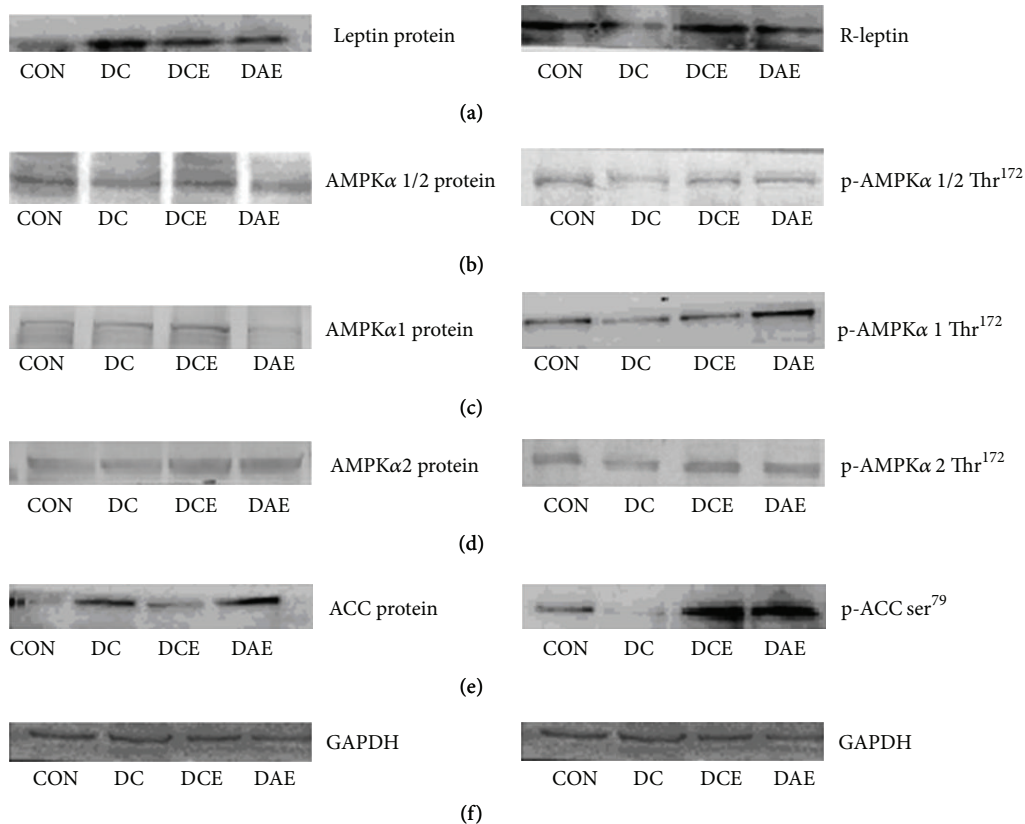 Leptin protein
R-leptin
CON DC DCE DAE
CON DC DCE DAE
(a)
AMPKα 1/2 protein
p-AMPKα 1/2 Thr¹⁷²
CON DC DCE DAE
CON DC DCE DAE
(b)
AMPKα1 protein
p-AMPKα 1 Thr¹⁷²
CON DC DCE DAE
CON DC DCE DAE
(c)
AMPKα2 protein
p-AMPKα 2 Thr¹⁷²
CON DC DCE DAE
CON DC DCE DAE
(d)
ACC protein
p-ACC ser⁷⁹
CON DC DCE DAE
CON DC DCE DAE
(e)
GAPDH
GAPDH
CON DC DCE DAE
CON DC DCE DAE
(f)